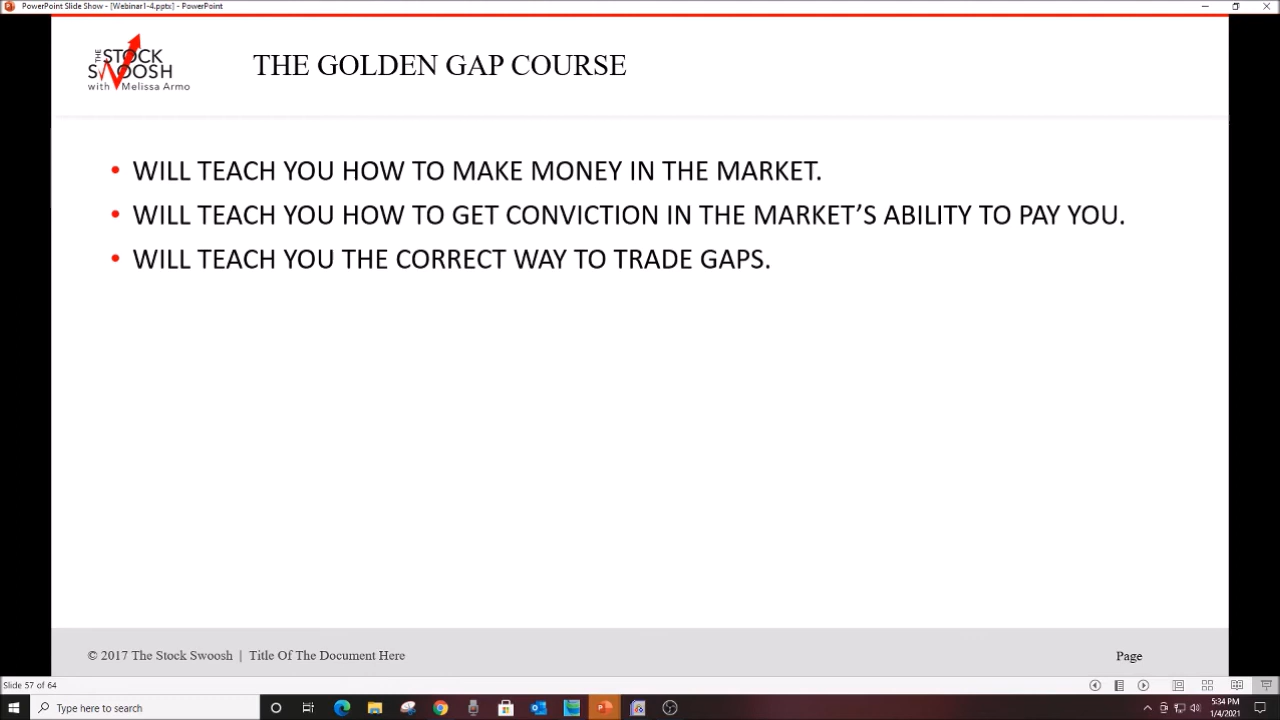 PowerPoint Slide Show - [Webinar1-4.pptx] - PowerPoint
THE STOCK
SWOOSH
with Melissa Armo
THE GOLDEN GAP COURSE
• WILL TEACH YOU HOW TO MAKE MONEY IN THE MARKET.
• WILL TEACH YOU HOW TO GET CONVICTION IN THE MARKET'S ABILITY TO PAY YOU.
• WILL TEACH YOU THE CORRECT WAY TO TRADE GAPS.
© 2017 The Stock Swoosh | Title Of The Document Here
Page
Slide 57 of 64
Type here to search
5:34 PM
1/4/2021